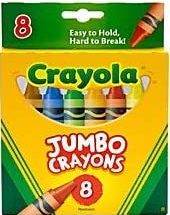 8
Easy to Hold,
Hard to Break!
Crayola
JUMBO
CRAYONS
8